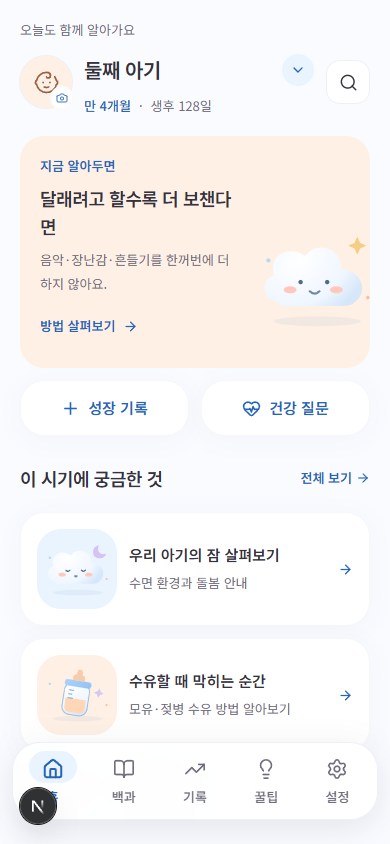 오늘도 함께 알아가요
둘째 아기
만 4개월 · 생후 128일
지금 알아두면
달래려고 할수록 더 보챈다
면
음악·장난감·흔들기를 한꺼번에 더
하지 않아요.
방법 살펴보기 →
성장 기록
건강 질문
이 시기에 궁금한 것
전체 보기 →
우리 아기의 잠 살펴보기
수면 환경과 돌봄 안내
수유할 때 막히는 순간
모유·젖병 수유 방법 알아보기
백과
기록
꿀팁
설정
N